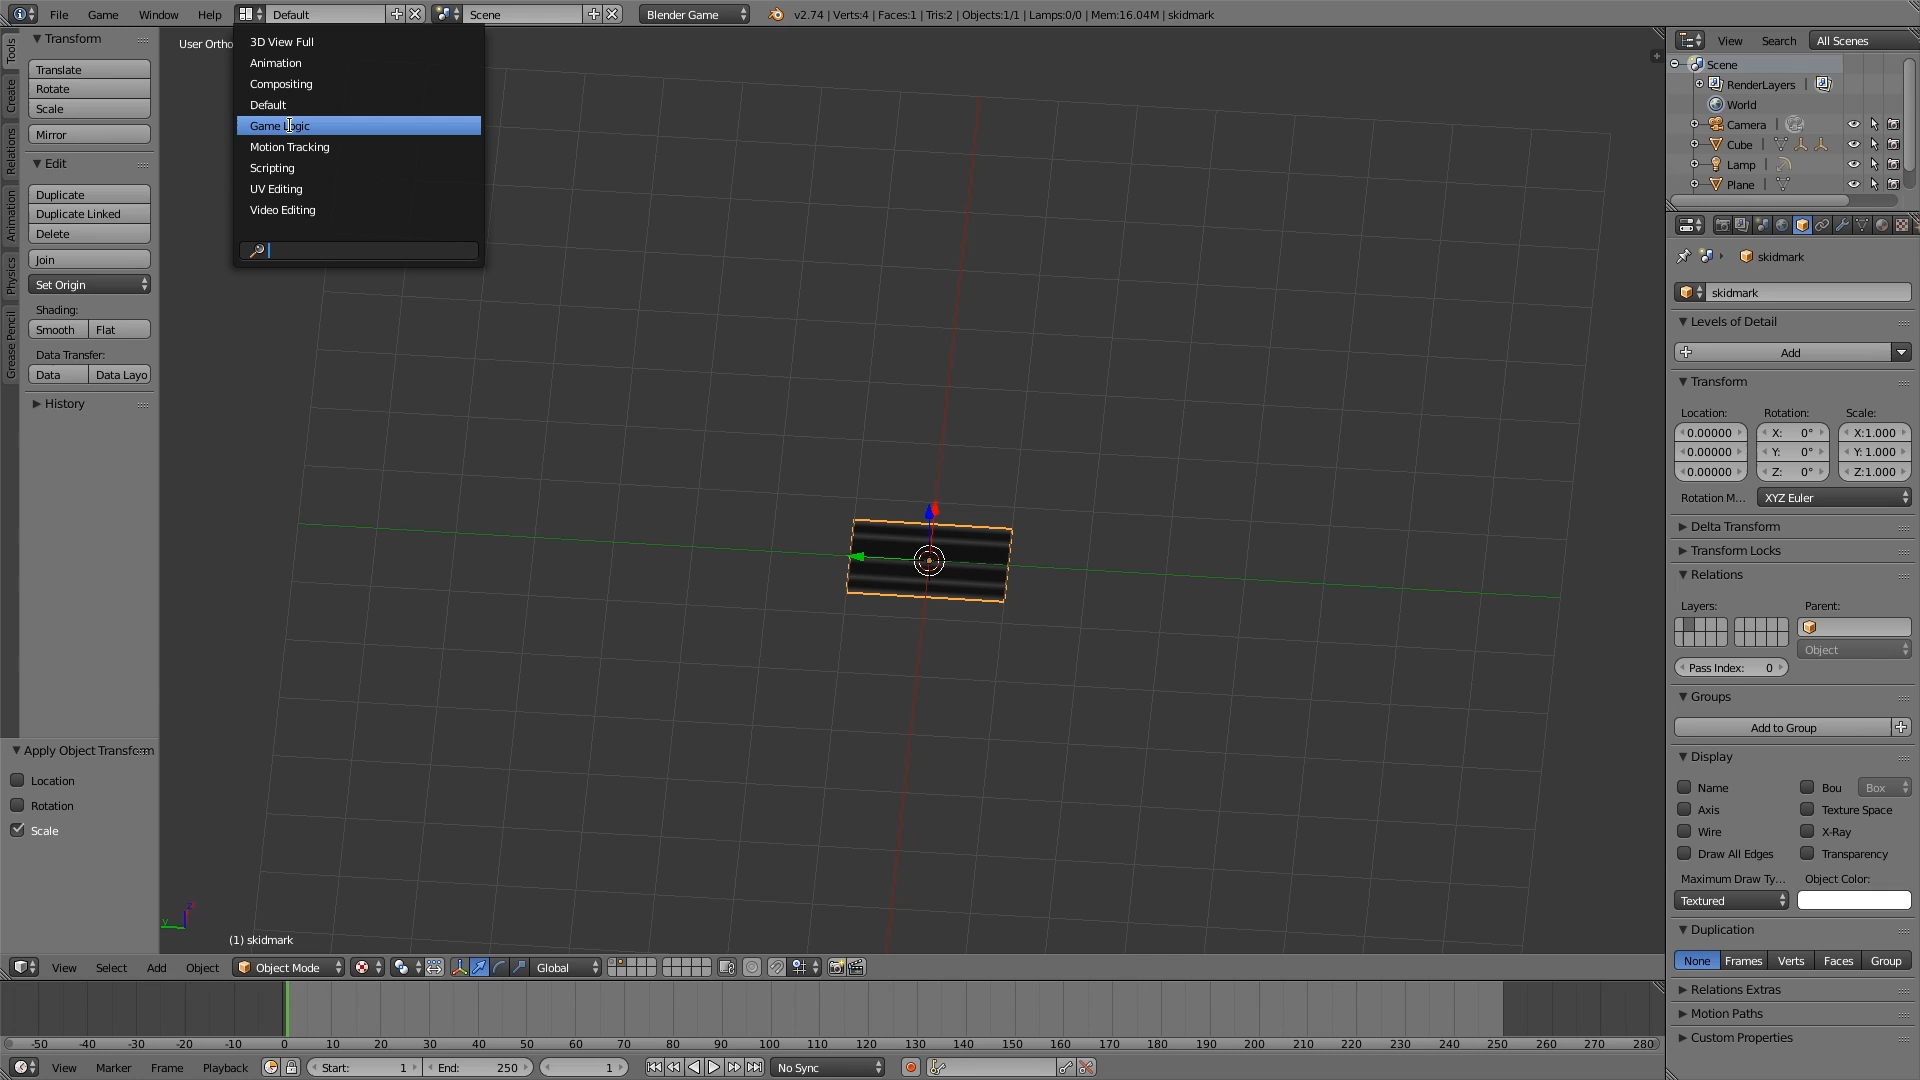 File Game Window Help Default Scene Blender Game v2.74 | Verts:4 | Faces:1 | Tris:2 | Objects:1/1 | Lamps:0/0 | Mem:16.04M | skidmark
Tools
Create
Relations
Animation
Physics
Grease Pencil
Transform
Translate
Rotate
Scale
Mirror
Edit
Duplicate
Duplicate Linked
Delete
Join
Set Origin
Shading:
Smooth Flat
Data Transfer:
Data Data Layo
History
Apply Object Transform
Location
Rotation
Scale
User Ortho
3D View Full
Animation
Compositing
Default
Game Logic
Motion Tracking
Scripting
UV Editing
Video Editing
y z
(1) skidmark
View Select Add Object Object Mode Global
-50 -40 -30 -20 -10 0 10 20 30 40 50 60 70 80 90 100 110 120 130 140 150 160 170 180 190 200 210 220 230 240 250 260 270 280
View Marker Frame Playback Start: 1 End: 250 1 No Sync
View Search All Scenes
Scene
RenderLayers |
World
Camera |
Cube |
Lamp |
Plane |
skidmark
skidmark
Levels of Detail
Add
Transform
Location: Rotation: Scale:
0.00000 X: 0° X:1.000
0.00000 Y: 0° Y: 1.000
0.00000 Z: 0° Z:1.000
Rotation M... XYZ Euler
Delta Transform
Transform Locks
Relations
Layers: Parent:
Object
Pass Index: 0
Groups
Add to Group
Display
Name Bou Box
Axis Texture Space
Wire X-Ray
Draw All Edges Transparency
Maximum Draw Ty... Object Color:
Textured
Duplication
None Frames Verts Faces Group
Relations Extras
Motion Paths
Custom Properties